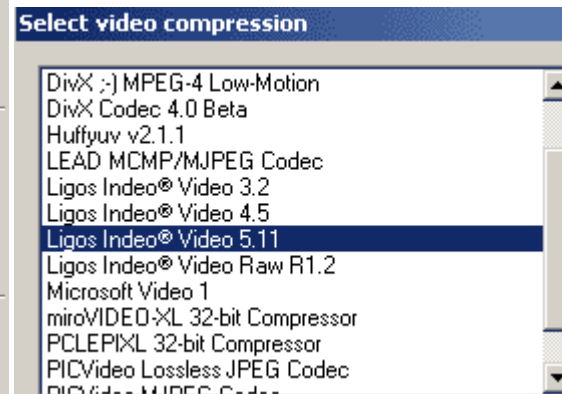 Select video compression
DivX ;-) MPEG-4 Low-Motion
DivX Codec 4.0 Beta
Huffyuv v2.1.1
LEAD MCMP/MJPEG Codec
Ligos Indeo® Video 3.2
Ligos Indeo® Video 4.5
Ligos Indeo® Video 5.11
Ligos Indeo® Video Raw R1.2
Microsoft Video 1
miroVIDEO-XL 32-bit Compressor
PCLEPIXL 32-bit Compressor
PICVideo Lossless JPEG Codec
PICVideo MJPEG Codec